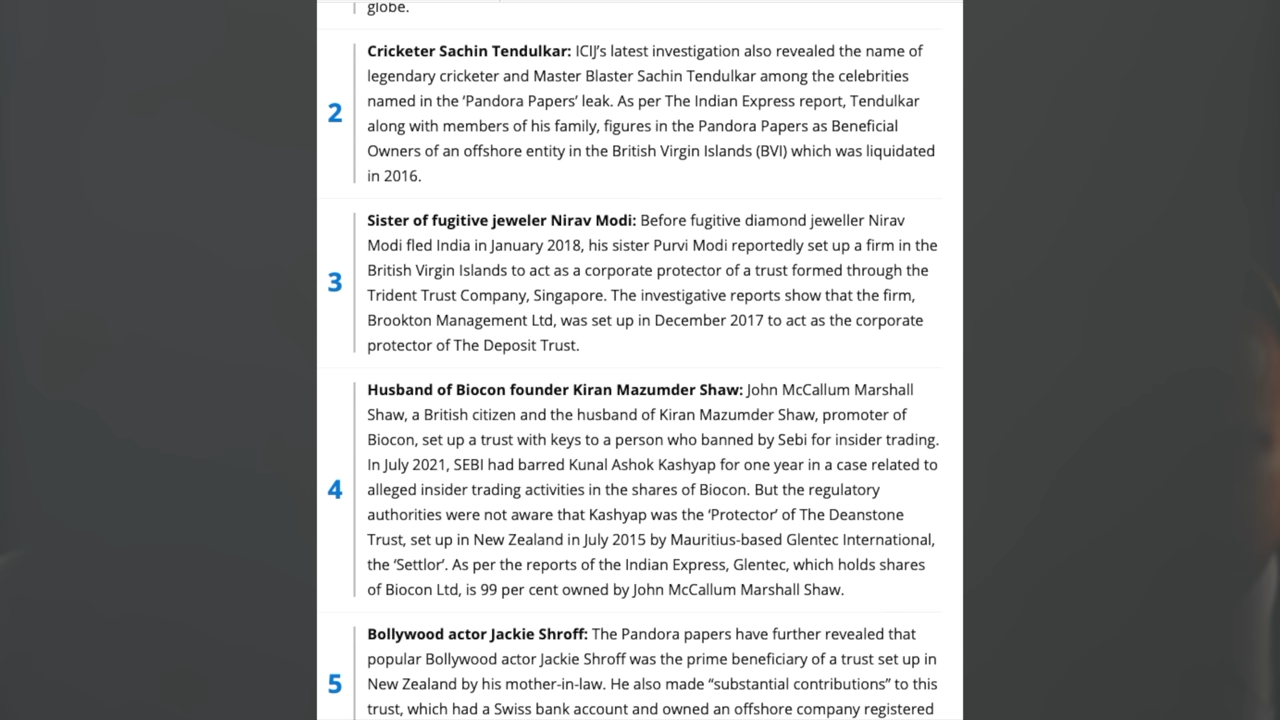 globe.
2
Cricketer Sachin Tendulkar: ICIJ’s latest investigation also revealed the name of
legendary cricketer and Master Blaster Sachin Tendulkar among the celebrities
named in the ‘Pandora Papers’ leak. As per The Indian Express report, Tendulkar
along with members of his family, figures in the Pandora Papers as Beneficial
Owners of an offshore entity in the British Virgin Islands (BVI) which was liquidated
in 2016.
3
Sister of fugitive jeweler Nirav Modi: Before fugitive diamond jeweller Nirav
Modi fled India in January 2018, his sister Purvi Modi reportedly set up a firm in the
British Virgin Islands to act as a corporate protector of a trust formed through the
Trident Trust Company, Singapore. The investigative reports show that the firm,
Brookton Management Ltd, was set up in December 2017 to act as the corporate
protector of The Deposit Trust.
4
Husband of Biocon founder Kiran Mazumder Shaw: John McCallum Marshall
Shaw, a British citizen and the husband of Kiran Mazumder Shaw, promoter of
Biocon, set up a trust with keys to a person who banned by Sebi for insider trading.
In July 2021, SEBI had barred Kunal Ashok Kashyap for one year in a case related to
alleged insider trading activities in the shares of Biocon. But the regulatory
authorities were not aware that Kashyap was the ‘Protector’ of The Deanstone
Trust, set up in New Zealand in July 2015 by Mauritius-based Glentec International,
the ‘Settlor’. As per the reports of the Indian Express, Glentec, which holds shares
of Biocon Ltd, is 99 per cent owned by John McCallum Marshall Shaw.
5
Bollywood actor Jackie Shroff: The Pandora papers have further revealed that
popular Bollywood actor Jackie Shroff was the prime beneficiary of a trust set up in
New Zealand by his mother-in-law. He also made “substantial contributions” to this
trust, which had a Swiss bank account and owned an offshore company registered